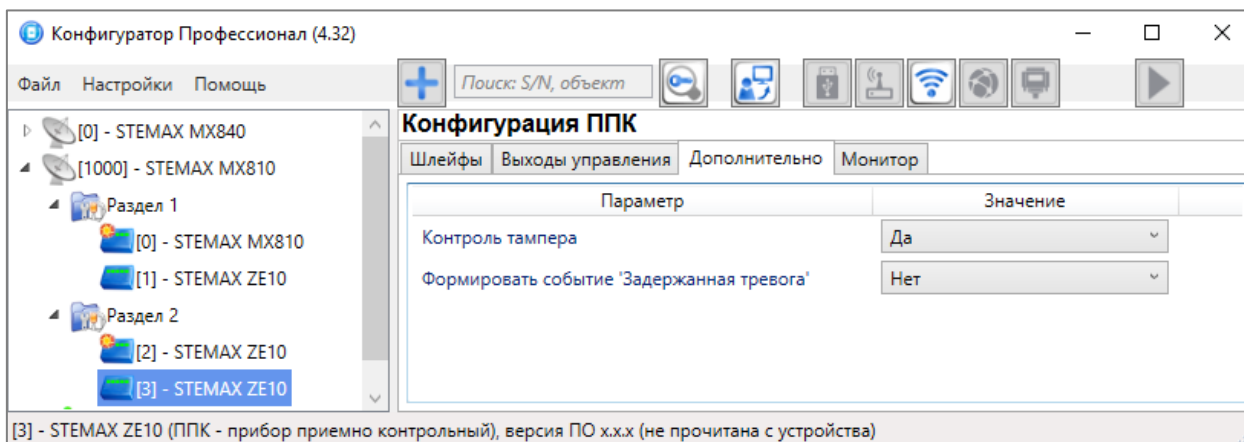 Конфигуратор Профессионал (4.32)
Файл Настройки Помощь
Поиск: S/N, объект
[0] - STEMAX MX840
[1000] - STEMAX MX810
Раздел 1
[0] - STEMAX MX810
[1] - STEMAX ZE10
Раздел 2
[2] - STEMAX ZE10
[3] - STEMAX ZE10
Конфигурация ППК
Шлейфы Выходы управления Дополнительно Монитор
Параметр Значение
Контроль тампера Да
Формировать событие 'Задержанная тревога' Нет
[3] - STEMAX ZE10 (ППК - прибор приемно контрольный), версия ПО x.x.x (не прочитана с устройства)